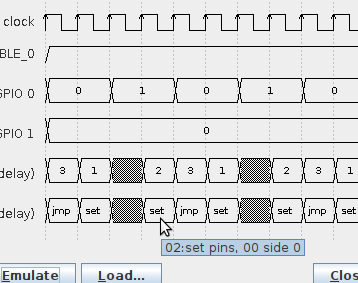 clock
BLE_0
GPIO 0 0 1 0 1 0
GPIO 1 0
delay) 3 1 2 3 1 2 3
delay) jmp set set jmp set set jmp set
02:set pins, 00 side 0
Emulate Load... Clos